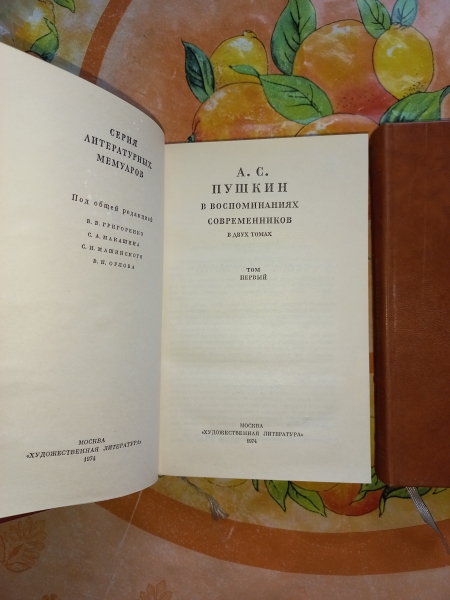 СЕРИЯ
ЛИТЕРАТУРНЫХ
МЕМУАРОВ
Под общей редакцией
В. В. ГРИГОРЕНКО
С. А. МАКАШИНА
С. И. МАШИНСКОГО
В. Н. ОРЛОВА
МОСКВА
«ХУДОЖЕСТВЕННАЯ ЛИТЕРАТУРА»
1974
А. С.
ПУШКИН
В ВОСПОМИНАНИЯХ
СОВРЕМЕННИКОВ
В ДВУХ ТОМАХ
ТОМ
ПЕРВЫЙ
МОСКВА
«ХУДОЖЕСТВЕННАЯ ЛИТЕРАТУРА»
1974